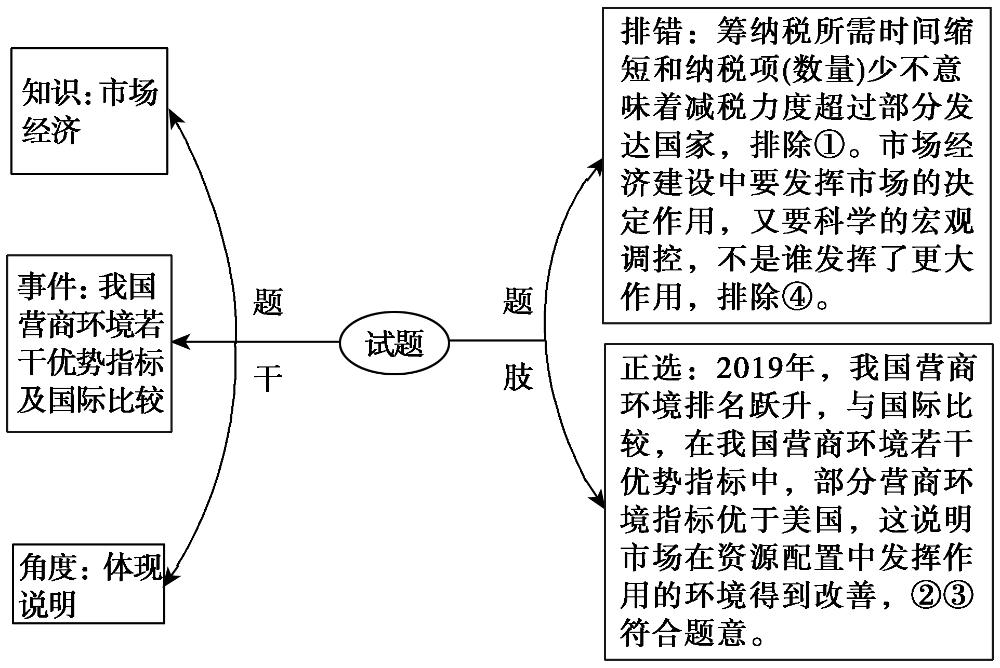 知识：市场
经济
事件：我国
营商环境若
干优势指标
及国际比较
角度：体现
说明
题
干
试题
题
肢
排错：筹纳税所需时间缩
短和纳税项(数量)少不意
味着减税力度超过部分发
达国家，排除①。市场经
济建设中要发挥市场的决
定作用，又要科学的宏观
调控，不是谁发挥了更大
作用，排除④。
正选：2019年，我国营商
环境排名跃升，与国际比
较，在我国营商环境若干
优势指标中，部分营商环
境指标优于美国，这说明
市场在资源配置中发挥作
用的环境得到改善，②③
符合题意。